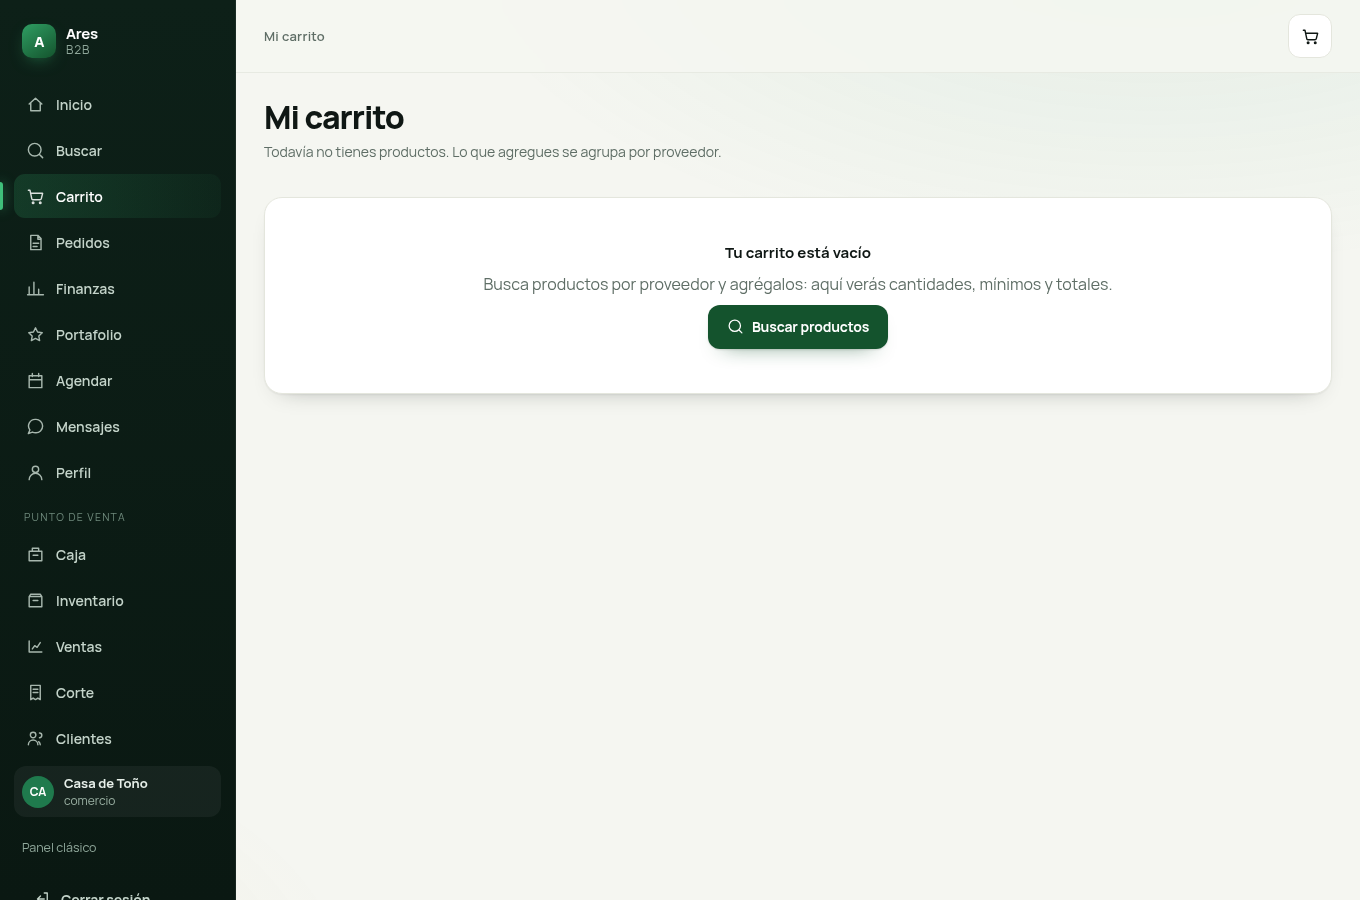 A
Ares
B2B
Inicio
Buscar
Carrito
Pedidos
Finanzas
Portafolio
Agendar
Mensajes
Perfil
PUNTO DE VENTA
Caja
Inventario
Ventas
Corte
Clientes
CA
Casa de Toño
comercio
Panel clásico
Cerrar sesión
Mi carrito
Mi carrito
Todavía no tienes productos. Lo que agregues se agrupa por proveedor.
Tu carrito está vacío
Busca productos por proveedor y agrégalos: aquí verás cantidades, mínimos y totales.
Buscar productos